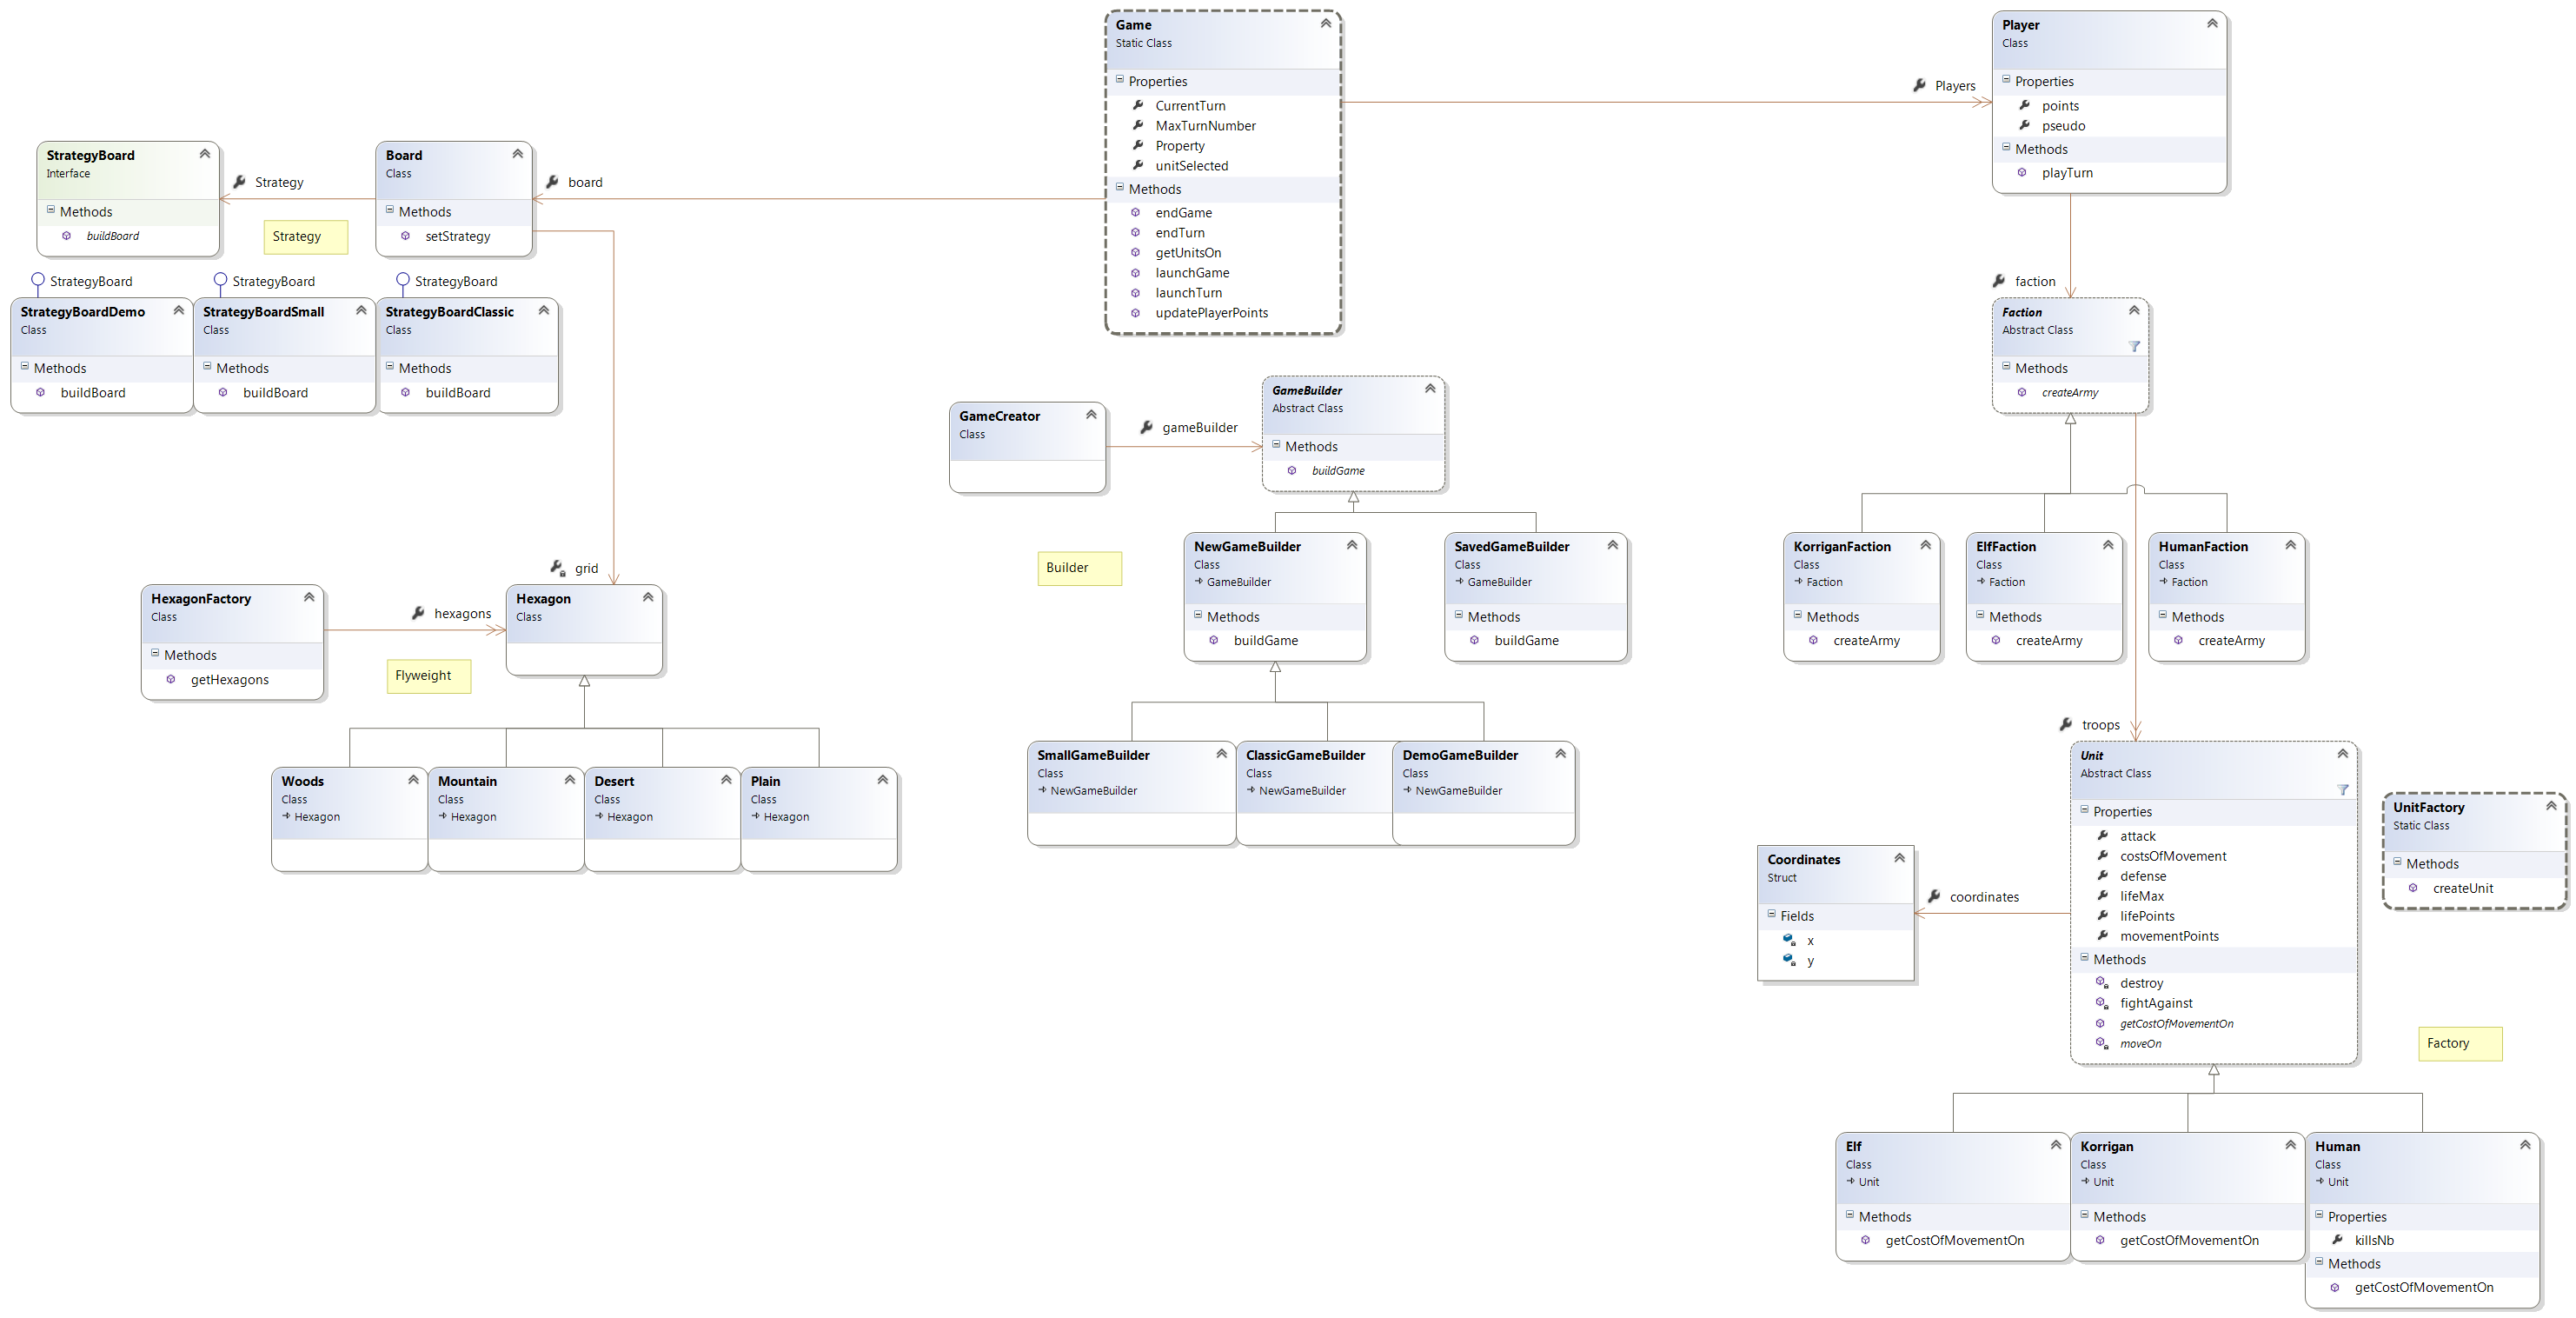 Game
Static Class
Properties
CurrentTurn
MaxTurnNumber
Property
unitSelected
Methods
endGame
endTurn
getUnitsOn
launchGame
launchTurn
updatePlayerPoints
Players
Player
Class
Properties
points
pseudo
Methods
playTurn
StrategyBoard
Interface
Methods
buildBoard
Strategy
Strategy
Board
Class
Methods
setStrategy
board
StrategyBoard
StrategyBoardDemo
Class
Methods
buildBoard
StrategyBoard
StrategyBoardSmall
Class
Methods
buildBoard
StrategyBoard
StrategyBoardClassic
Class
Methods
buildBoard
faction
Faction
Abstract Class
Methods
createArmy
GameCreator
Class
gameBuilder
GameBuilder
Abstract Class
Methods
buildGame
Builder
NewGameBuilder
Class
GameBuilder
Methods
buildGame
SavedGameBuilder
Class
GameBuilder
Methods
buildGame
KorriganFaction
Class
Faction
Methods
createArmy
ElfFaction
Class
Faction
Methods
createArmy
HumanFaction
Class
Faction
Methods
createArmy
HexagonFactory
Class
Methods
getHexagons
hexagons
Flyweight
grid
Hexagon
Class
Woods
Class
Hexagon
Mountain
Class
Hexagon
Desert
Class
Hexagon
Plain
Class
Hexagon
SmallGameBuilder
Class
NewGameBuilder
ClassicGameBuilder
Class
NewGameBuilder
DemoGameBuilder
Class
NewGameBuilder
troops
Unit
Abstract Class
Properties
attack
costsOfMovement
defense
lifeMax
lifePoints
movementPoints
Methods
destroy
fightAgainst
getCostOfMovementOn
moveOn
UnitFactory
Static Class
Methods
createUnit
Coordinates
Struct
Fields
x
y
coordinates
Factory
Elf
Class
Unit
Methods
getCostOfMovementOn
Korrigan
Class
Unit
Methods
getCostOfMovementOn
Human
Class
Unit
Properties
killsNb
Methods
getCostOfMovementOn